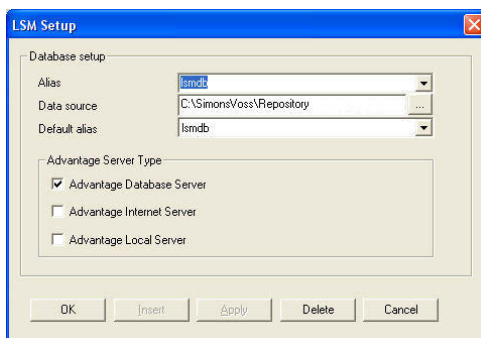 LSM Setup
Database setup
Alias
lsmdb
Data source
C:\SimonsVoss\Repository
...
Default alias
lsmdb
Advantage Server Type
Advantage Database Server
Advantage Internet Server
Advantage Local Server
OK
Insert
Apply
Delete
Cancel